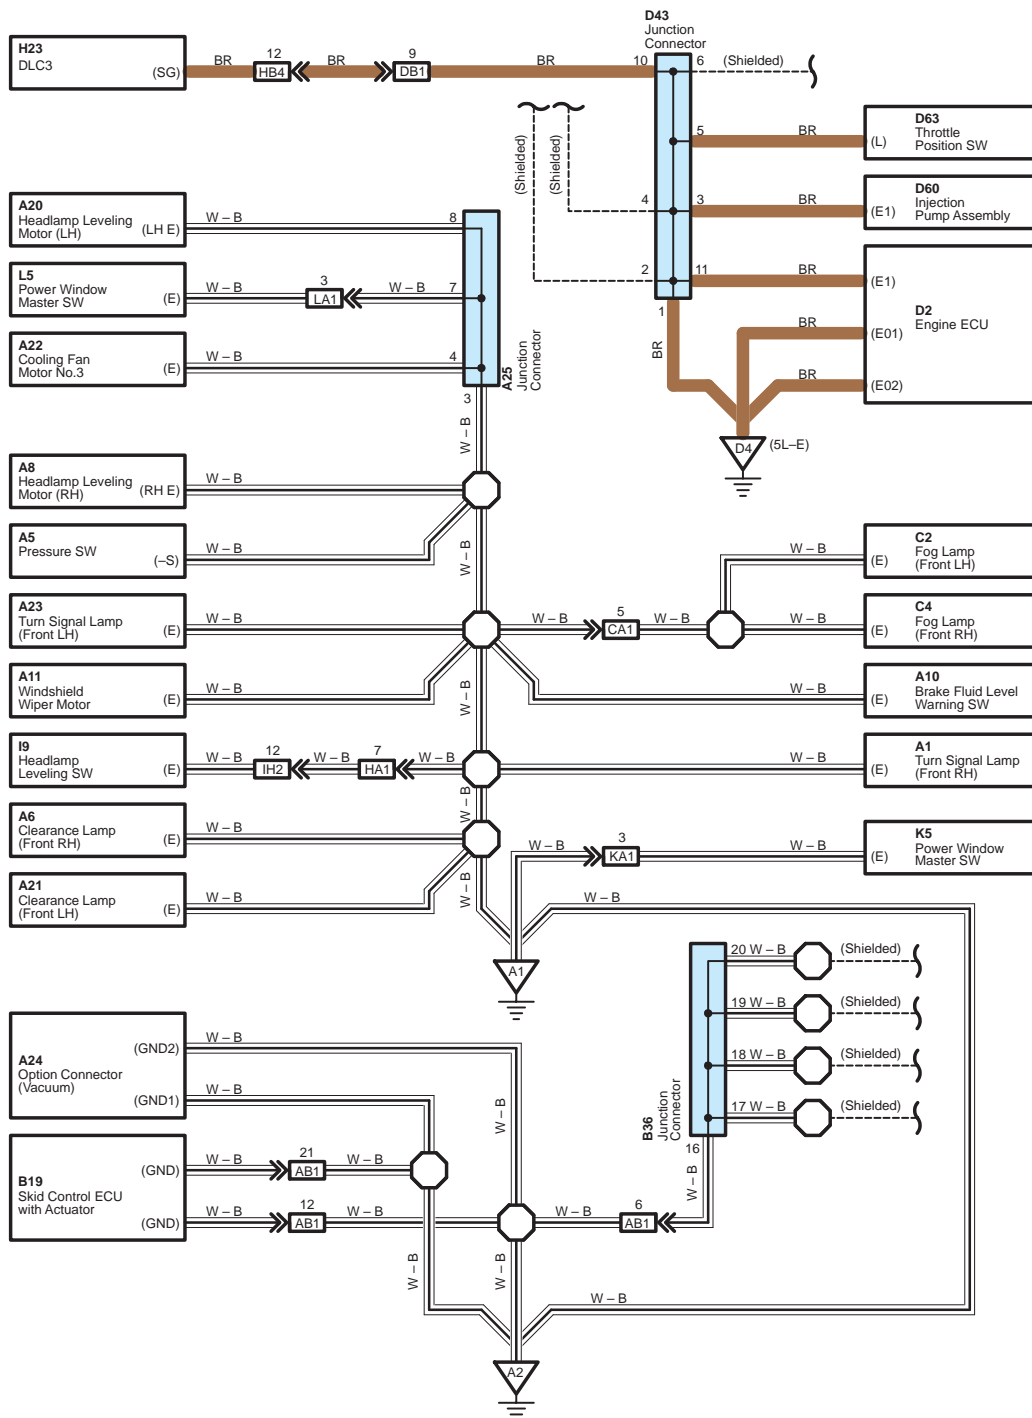 H23
DLC3
(SG)
BR
12
HB4
BR
9
DB1
BR
10
D43
Junction
Connector
6
(Shielded)
5
BR
(L)
D63
Throttle
Position SW
(Shielded)
(Shielded)
4
3
BR
(E1)
D60
Injection
Pump Assembly
2
11
BR
(E1)
D2
Engine ECU
1
BR
BR
(E01)
BR
(E02)
D4
(5L–E)
A20
Headlamp Leveling
Motor (LH)
(LH E)
W – B
8
L5
Power Window
Master SW
(E)
W – B
3
LA1
W – B
7
A22
Cooling Fan
Motor No.3
(E)
W – B
4
A25
Junction
Connector
3
W – B
A8
Headlamp Leveling
Motor (RH)
(RH E)
W – B
A5
Pressure SW
(–S)
W – B
W – B
A23
Turn Signal Lamp
(Front LH)
(E)
W – B
W – B
5
CA1
W – B
W – B
(E)
C2
Fog Lamp
(Front LH)
W – B
(E)
C4
Fog Lamp
(Front RH)
A11
Windshield
Wiper Motor
(E)
W – B
W – B
W – B
(E)
A10
Brake Fluid Level
Warning SW
I9
Headlamp
Leveling SW
(E)
W – B
12
IH2
W – B
7
HA1
W – B
W – B
(E)
A1
Turn Signal Lamp
(Front RH)
W – B
A6
Clearance Lamp
(Front RH)
(E)
W – B
W – B
3
KA1
W – B
(E)
K5
Power Window
Master SW
A21
Clearance Lamp
(Front LH)
(E)
W – B
W – B
W – B
A1
20 W – B
(Shielded)
19 W – B
(Shielded)
18 W – B
(Shielded)
17 W – B
(Shielded)
B36
Junction
Connector
16
W – B
A24
Option Connector
(Vacuum)
(GND2)
W – B
(GND1)
W – B
W – B
B19
Skid Control ECU
with Actuator
(GND)
W – B
21
AB1
W – B
(GND)
W – B
12
AB1
W – B
W – B
6
AB1
W – B
W – B
W – B
A2